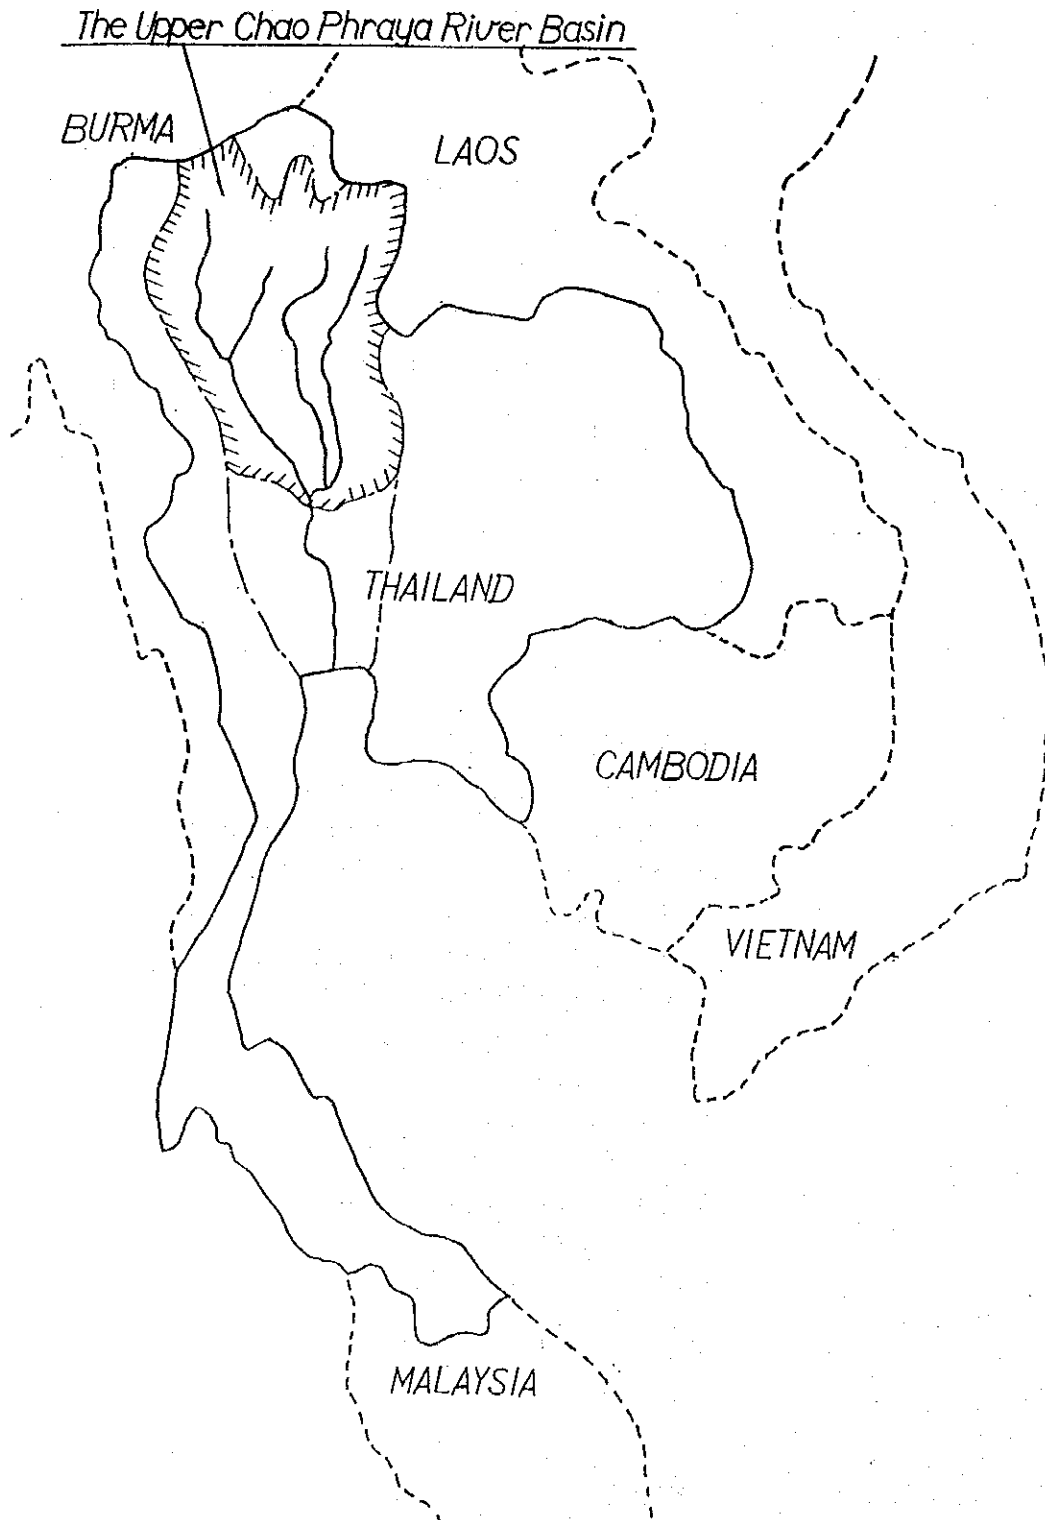 The Upper Chao Phraya River Basin
BURMA
LAOS
THAILAND
CAMBODIA
VIETNAM
MALAYSIA